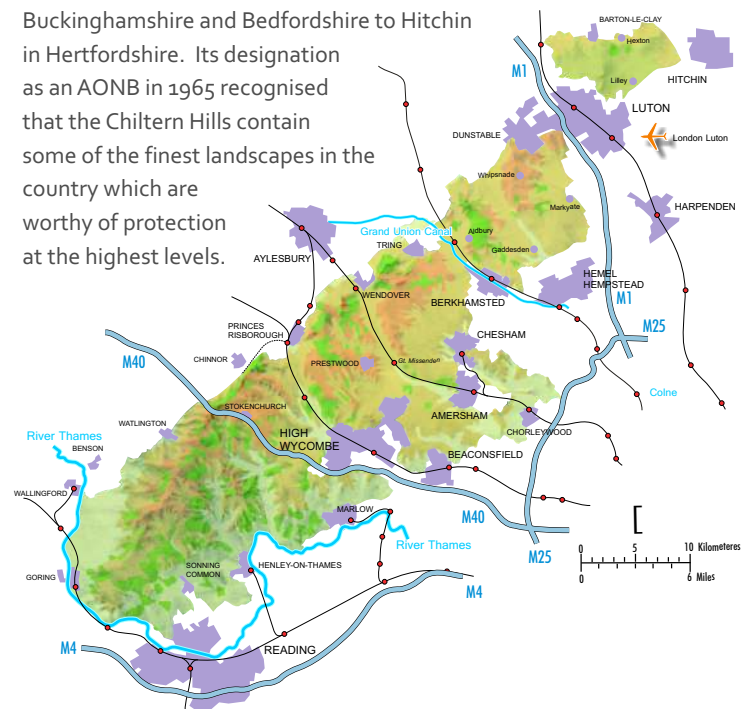 Buckinghamshire and Bedfordshire to Hitchin
in Hertfordshire. Its designation
as an AONB in 1965 recognised
that the Chiltern Hills contain
some of the finest landscapes in the
country which are
worthy of protection
at the highest levels.
BARTON-LE-CLAY
Hexton
M1
Lilley
HITCHIN
LUTON
DUNSTABLE
London Luton
Whipsnade
Markyate
HARPENDEN
Grand Union Canal
Aldbury
TRING
Gaddesden
AYLESBURY
HEMEL
HEMPSTEAD
WENDOVER
BERKHAMSTED
M1
M25
PRINCES
RISBOROUGH
CHESHAM
M40
CHINNOR
PRESTWOOD
Gt. Missenden
Colne
STOKENCHURCH
AMERSHAM
WATLINGTON
CHORLEYWOOD
HIGH
WYCOMBE
River Thames
BENSON
BEACONSFIELD
WALLINGFORD
MARLOW
M40
River Thames
M25
0 5 10 Kilometeres
0 6 Miles
GORING
SONNING
COMMON
HENLEY-ON-THAMES
M4
M4
READING